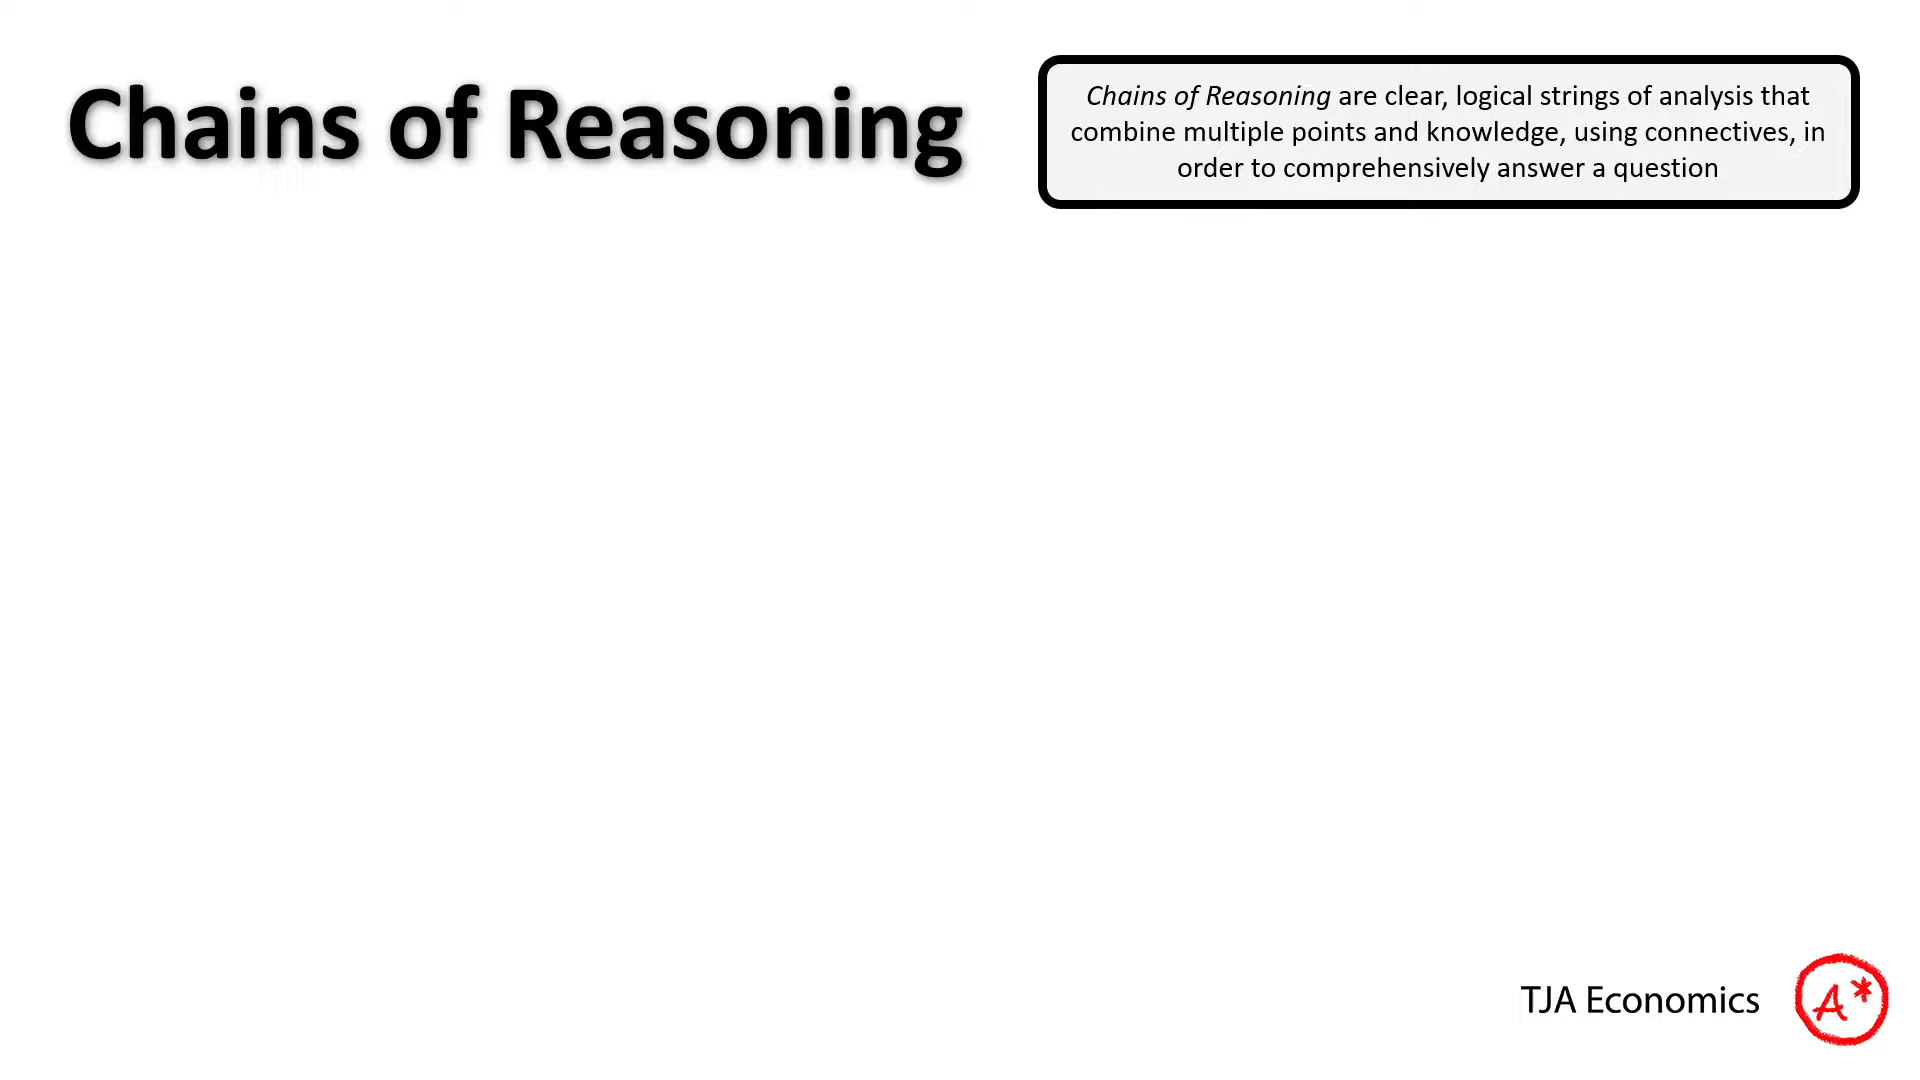 Chains of Reasoning
Chains of Reasoning are clear, logical strings of analysis that
combine multiple points and knowledge, using connectives, in
order to comprehensively answer a question
TJA Economics
A*